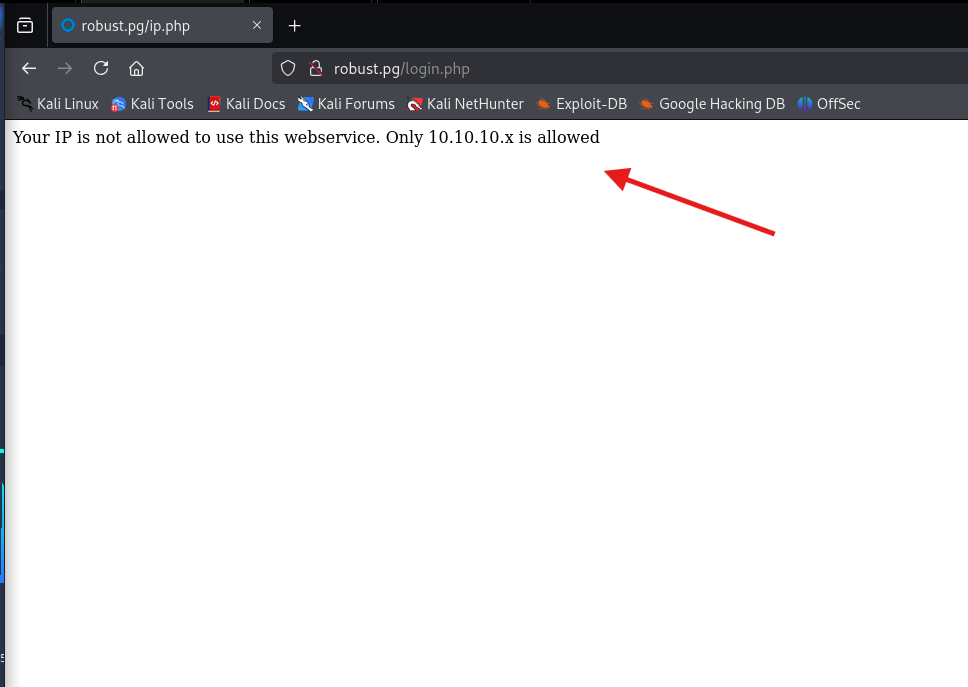 robust.pg/ip.php
robust.pg/login.php
Kali Linux Kali Tools Kali Docs Kali Forums Kali NetHunter Exploit-DB Google Hacking DB OffSec
Your IP is not allowed to use this webservice. Only 10.10.10.x is allowed